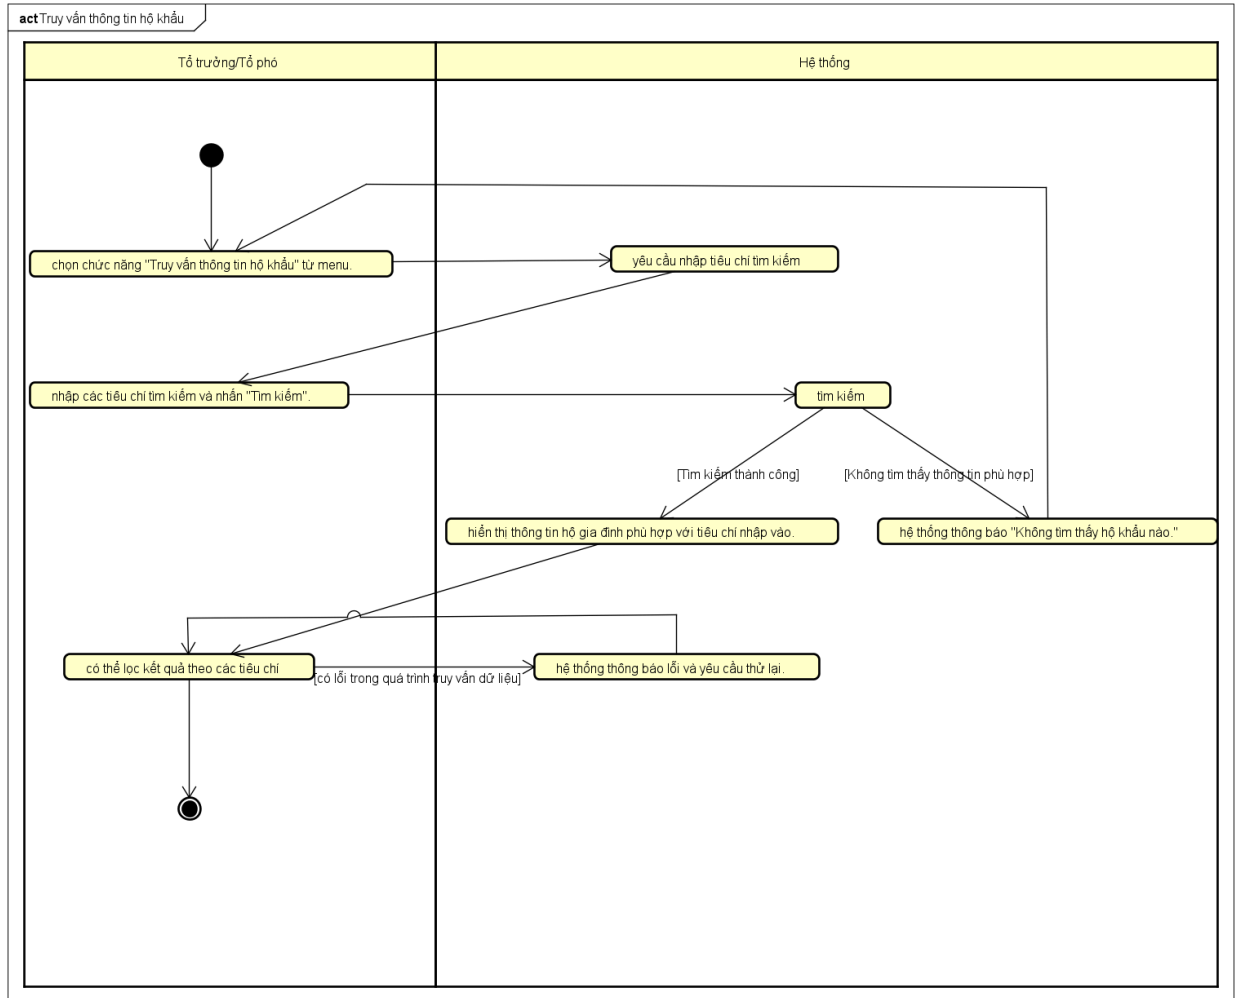 act Truy vấn thông tin hộ khẩu
Tổ trưởng/Tổ phó
Hệ thống
chọn chức năng "Truy vấn thông tin hộ khẩu" từ menu.
yêu cầu nhập tiêu chí tìm kiếm
nhập các tiêu chí tìm kiếm và nhấn "Tìm kiếm".
tìm kiếm
[Tìm kiếm thành công]
[Không tìm thấy thông tin phù hợp]
hiển thị thông tin hộ gia đình phù hợp với tiêu chí nhập vào.
hệ thống thông báo "Không tìm thấy hộ khẩu nào."
có thể lọc kết quả theo các tiêu chí
[có lỗi trong quá trình truy vấn dữ liệu]
hệ thống thông báo lỗi và yêu cầu thử lại.